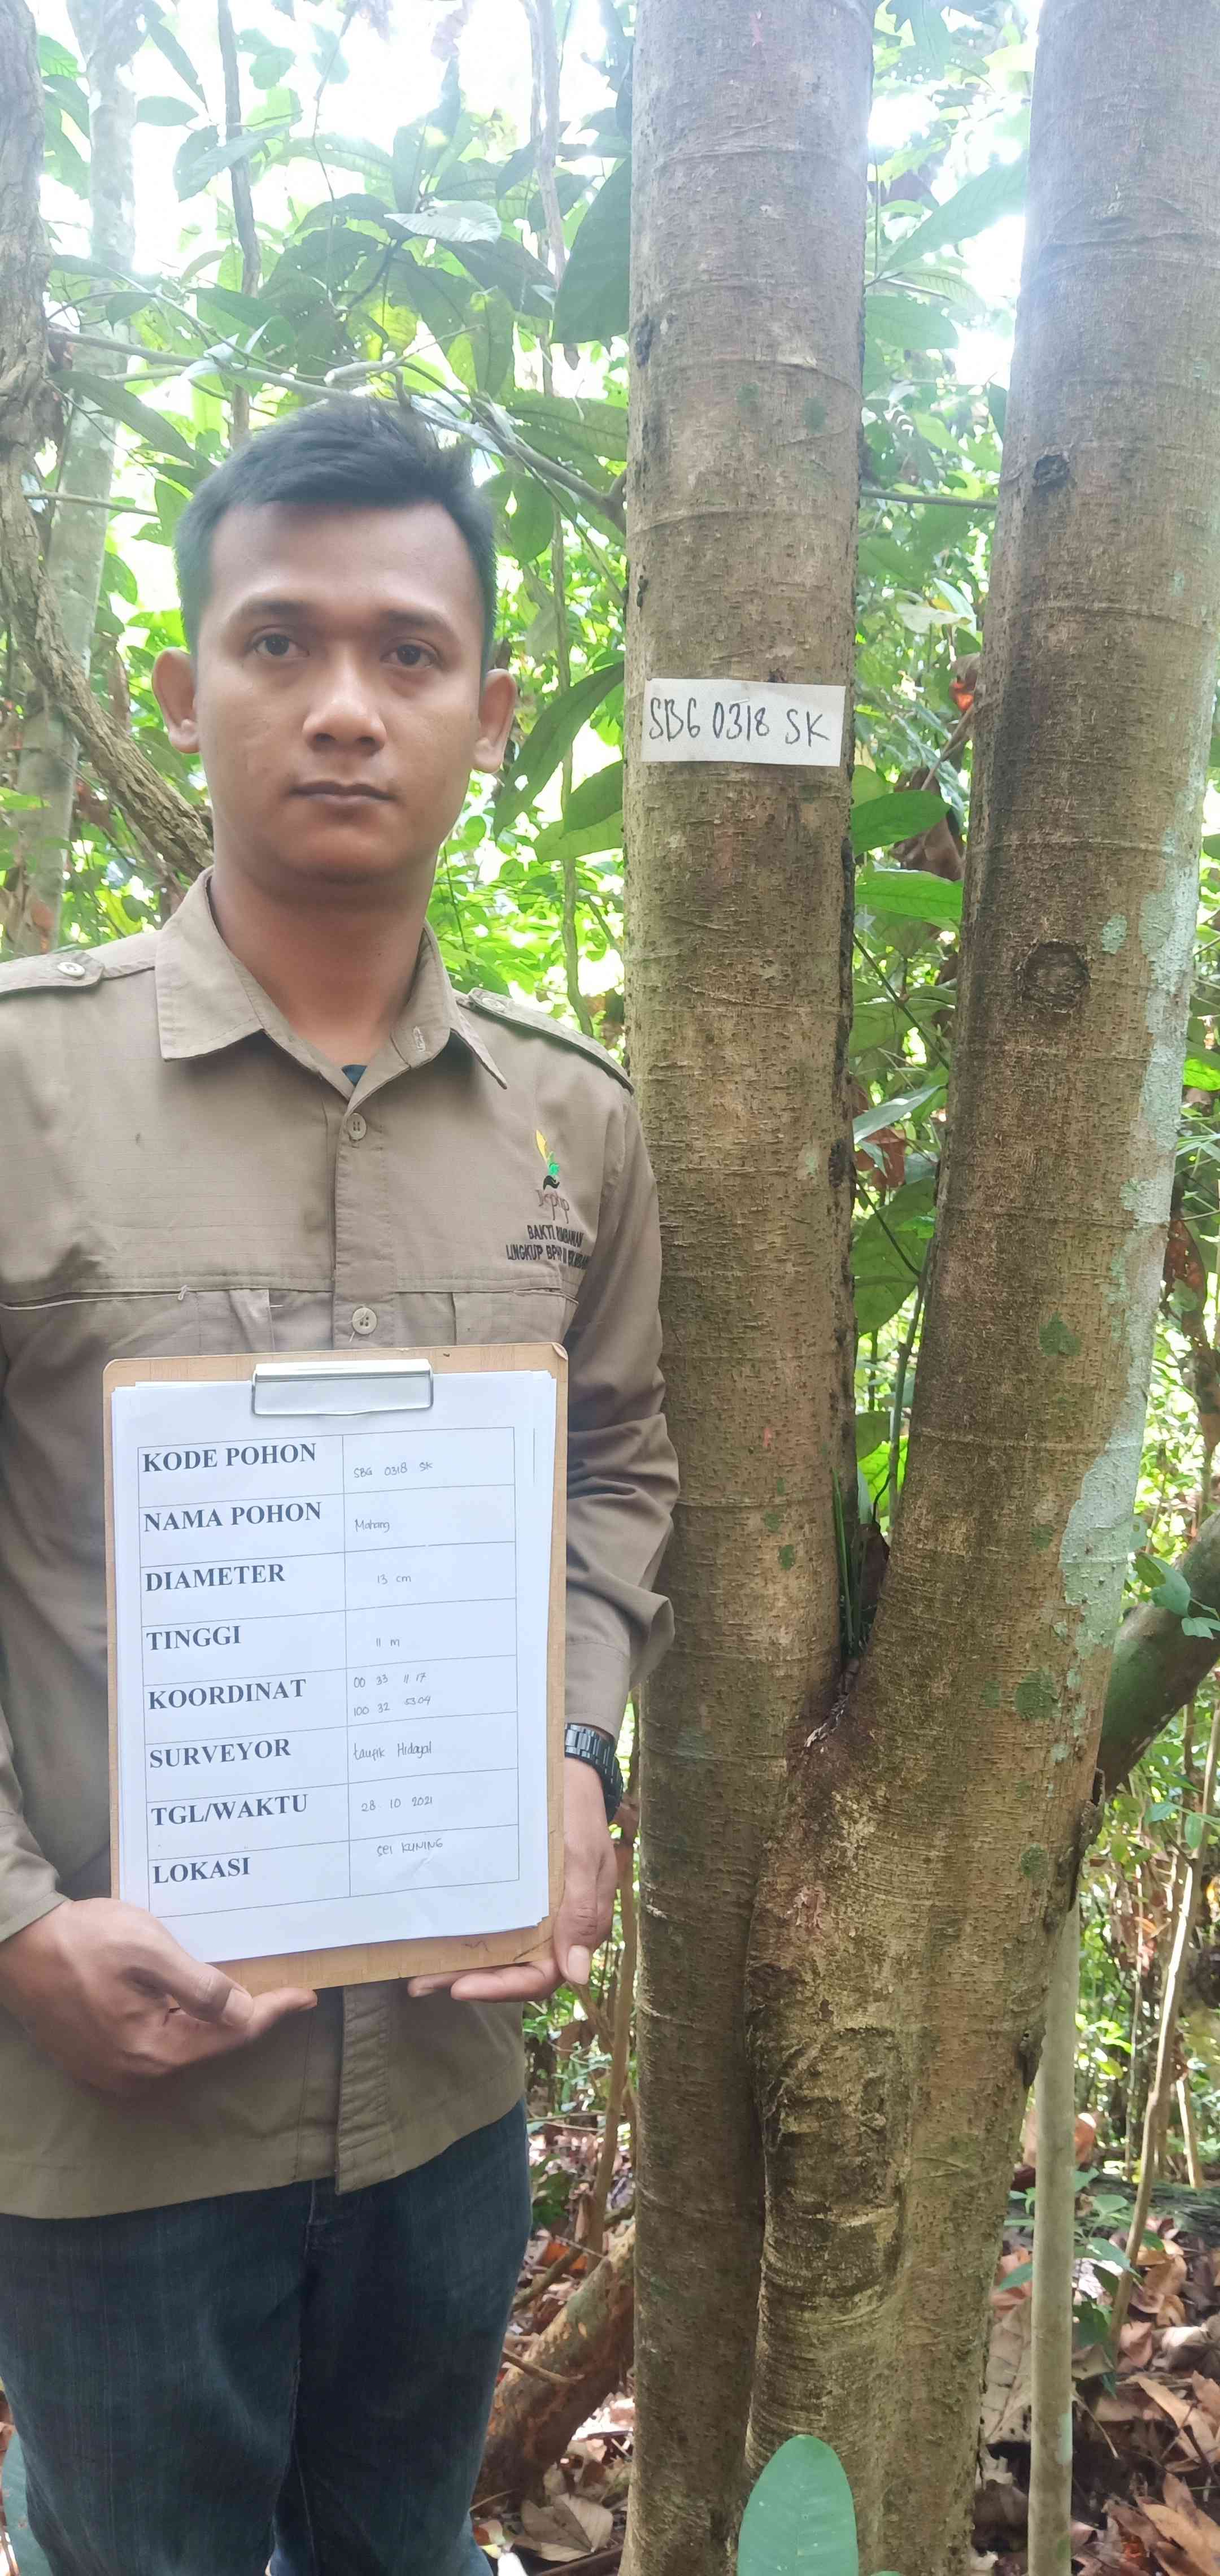 SBG 0318 SK
BAKTI RIMBAWAN
LINGKUP BPHP III
KODE POHON SBG 0318 SK
NAMA POHON Mahang
DIAMETER 13 cm
TINGGI 11 m
KOORDINAT 00 33 11 17
100 32 53.04
SURVEYOR taufik Hidayat
TGL/WAKTU 28 10 2021
LOKASI SEI KUNING